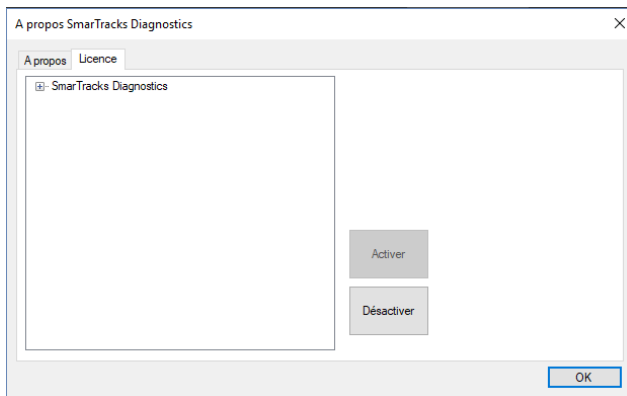 A propos SmarTracks Diagnostics
A propos Licence
SmarTracks Diagnostics
Activer
Désactiver
OK